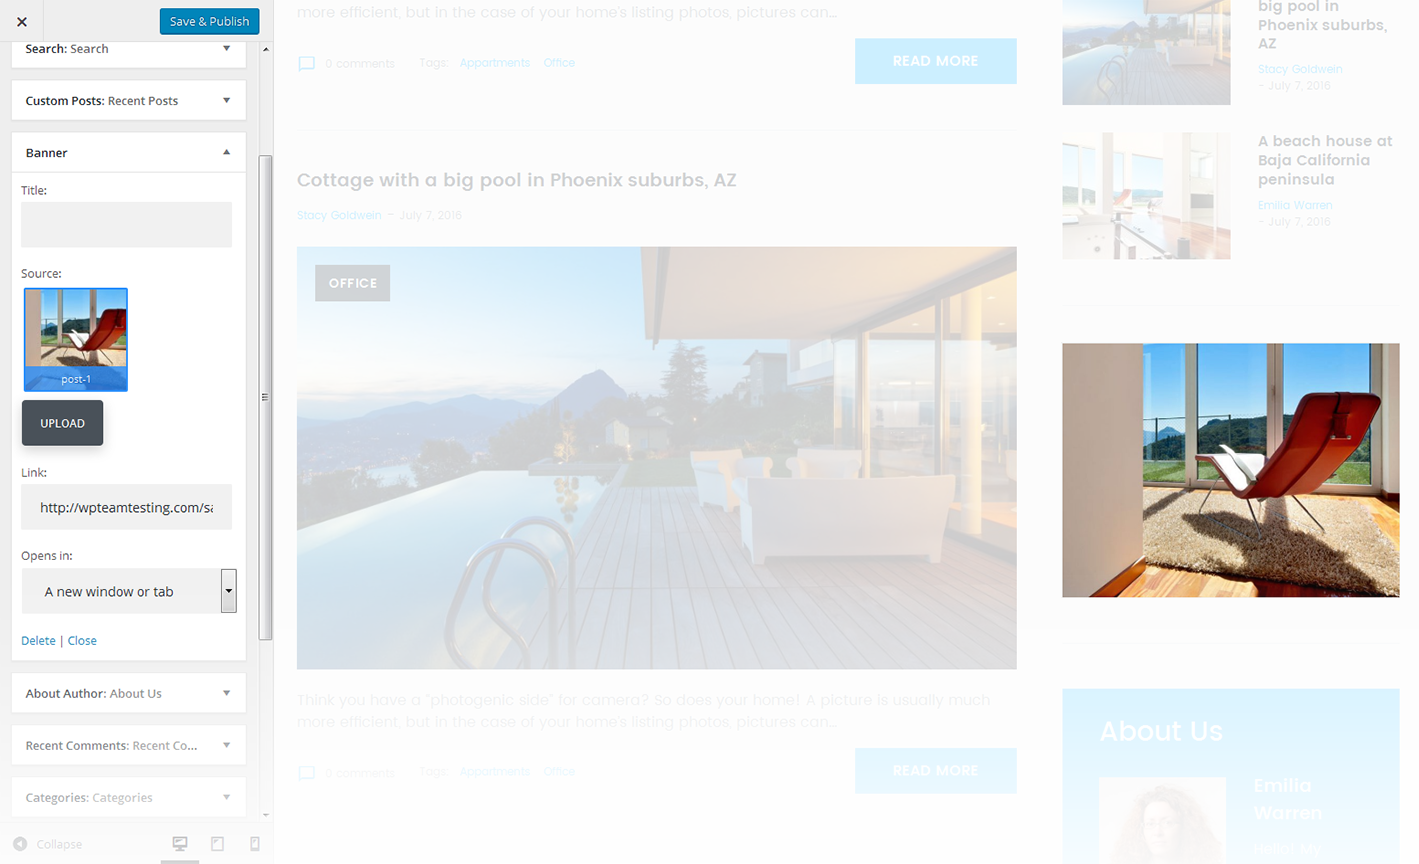 Save & Publish
Search: Search
Custom Posts: Recent Posts
Banner
Title:
Source:
post-1
UPLOAD
Link:
http://wpteamtesting.com/sa
Opens in:
A new window or tab
Delete | Close
About Author: About Us
Recent Comments: Recent Co...
Categories: Categories
Collapse
more efficient, but in the case of your home's listing photos, pictures can...
0 comments
Tags: Appartments Office
READ MORE
Cottage with a big pool in Phoenix suburbs, AZ
Stacy Goldwein – July 7, 2016
OFFICE
Think you have a "photogenic side" for camera? So does your home! A picture is usually much
more efficient, but in the case of your home's listing photos, pictures can...
0 comments
Tags: Appartments Office
READ MORE
big pool in
Phoenix suburbs,
AZ
Stacy Goldwein
– July 7, 2016
A beach house at
Baja California
peninsula
Emilia Warren
– July 7, 2016
About Us
Emilia
Warren
Hello! My